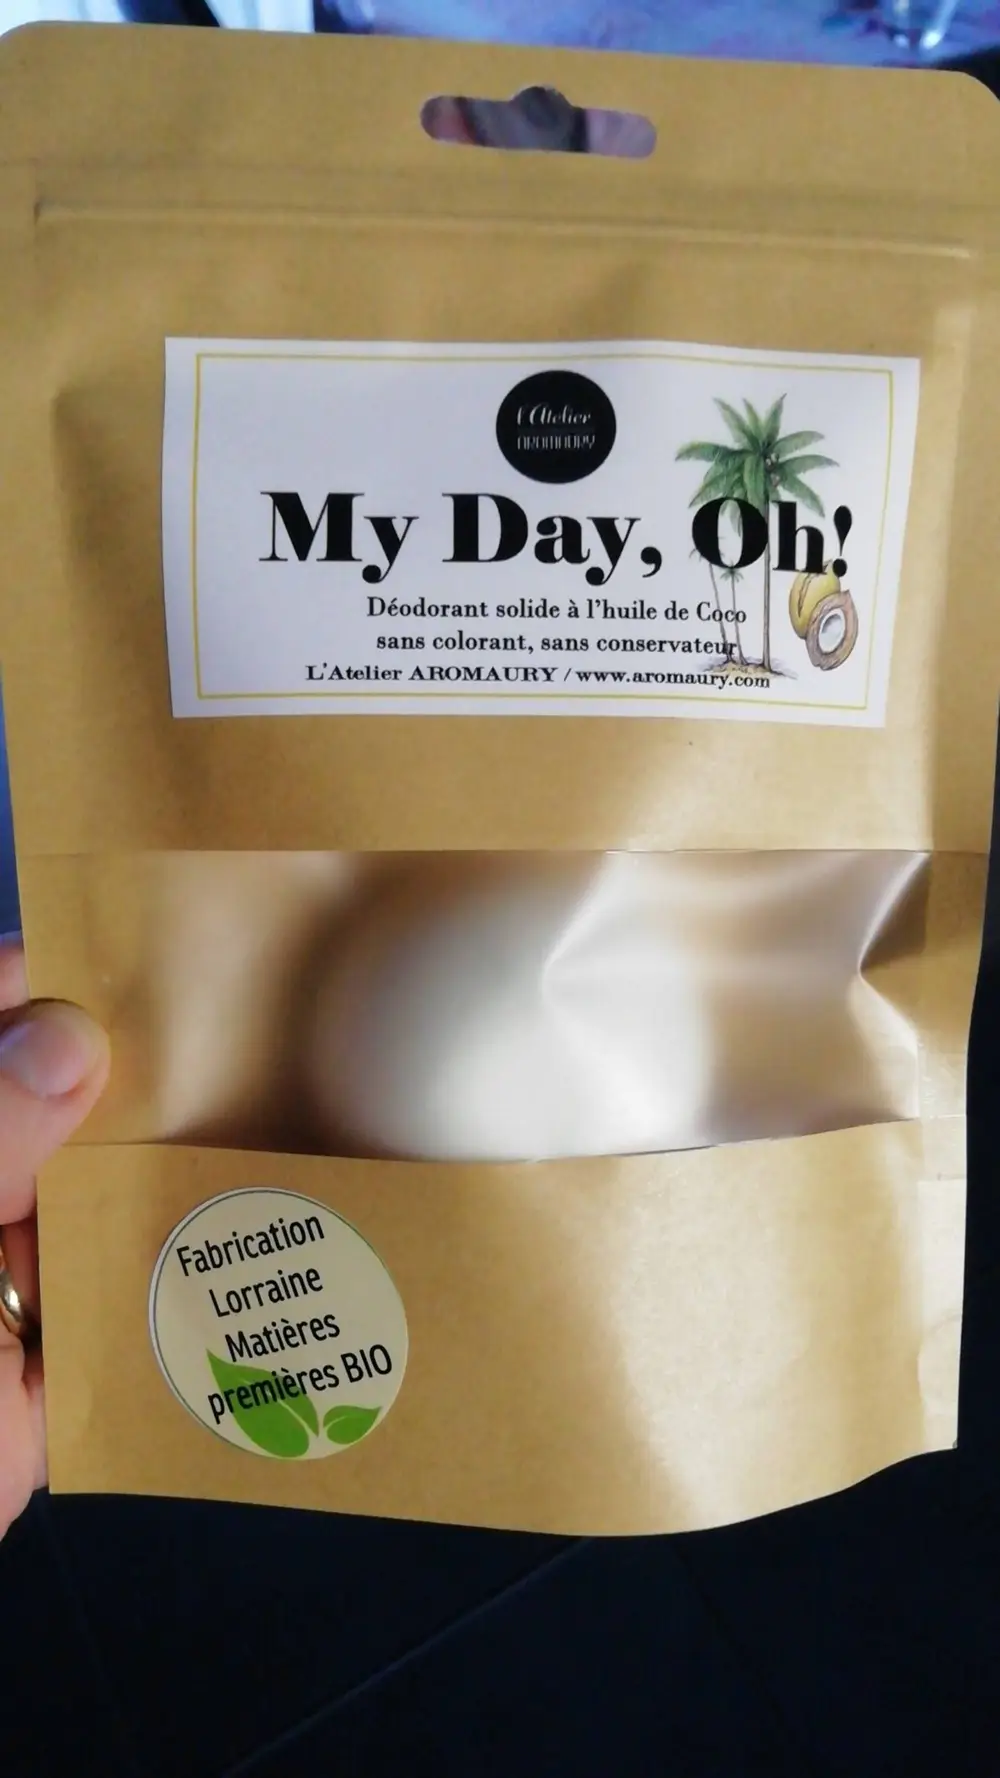 l'Atelier
AROMAURY
My Day, Oh!
Déodorant solide à l'huile de Coco
sans colorant, sans conservateur
L'Atelier AROMAURY / www.aromaury.com
Fabrication
Lorraine
Matières
premières BIO